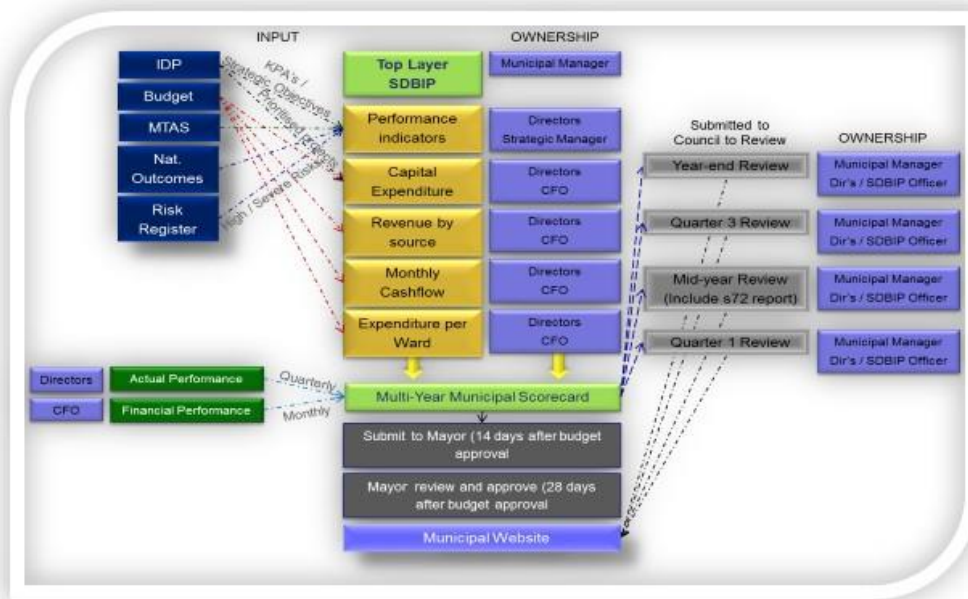 INPUT
OWNERSHIP
IDP
Budget
MTAS
Nat.
Outcomes
Risk
Register
KPA's /
Strategic Objectives
Prioritised
High / Severe Risks
Top Layer
SDBIP
Municipal Manager
Performance
indicators
Directors
Strategic Manager
Capital
Expenditure
Directors
CFO
Revenue by
source
Directors
CFO
Monthly
Cashflow
Directors
CFO
Expenditure per
Ward
Directors
CFO
Submitted to
Council to Review
OWNERSHIP
Year-end Review
Municipal Manager
Dir's / SDBIP Officer
Quarter 3 Review
Municipal Manager
Dir's / SDBIP Officer
Mid-year Review
(Include s72 report)
Municipal Manager
Dir's / SDBIP Officer
Quarter 1 Review
Municipal Manager
Dir's / SDBIP Officer
Directors
Actual Performance
Quarterly
CFO
Financial Performance
Monthly
Multi-Year Municipal Scorecard
Submit to Mayor (14 days after budget
approval
Mayor review and approve (28 days
after budget approval
Municipal Website